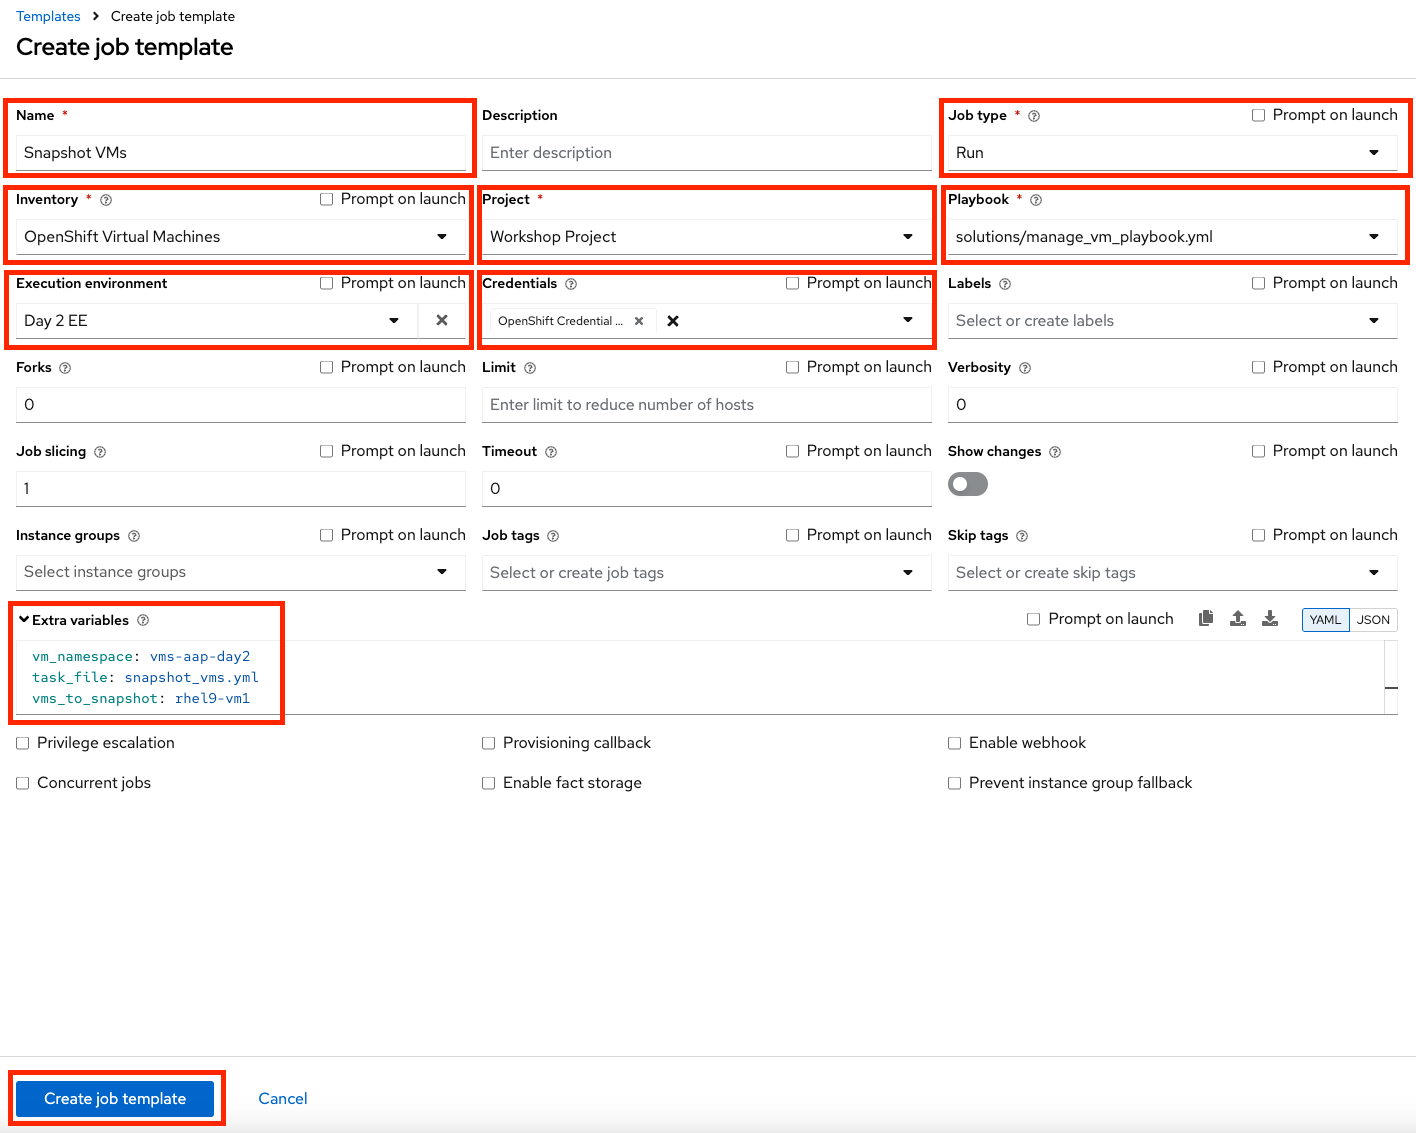 Templates > Create job template
Create job template
Name * Description Job type * Prompt on launch
Snapshot VMs Enter description Run
Inventory * Prompt on launch Project * Playbook *
OpenShift Virtual Machines Workshop Project solutions/manage_vm_playbook.yml
Execution environment Prompt on launch Credentials Prompt on launch Labels Prompt on launch
Day 2 EE OpenShift Credential ... Select or create labels
Forks Prompt on launch Limit Prompt on launch Verbosity Prompt on launch
0 Enter limit to reduce number of hosts 0
Job slicing Prompt on launch Timeout Prompt on launch Show changes Prompt on launch
1 0
Instance groups Prompt on launch Job tags Prompt on launch Skip tags Prompt on launch
Select instance groups Select or create job tags Select or create skip tags
Extra variables Prompt on launch YAML JSON
vm_namespace: vms-aap-day2
task_file: snapshot_vms.yml
vms_to_snapshot: rhel9-vm1
Privilege escalation Provisioning callback Enable webhook
Concurrent jobs Enable fact storage Prevent instance group fallback
Create job template Cancel